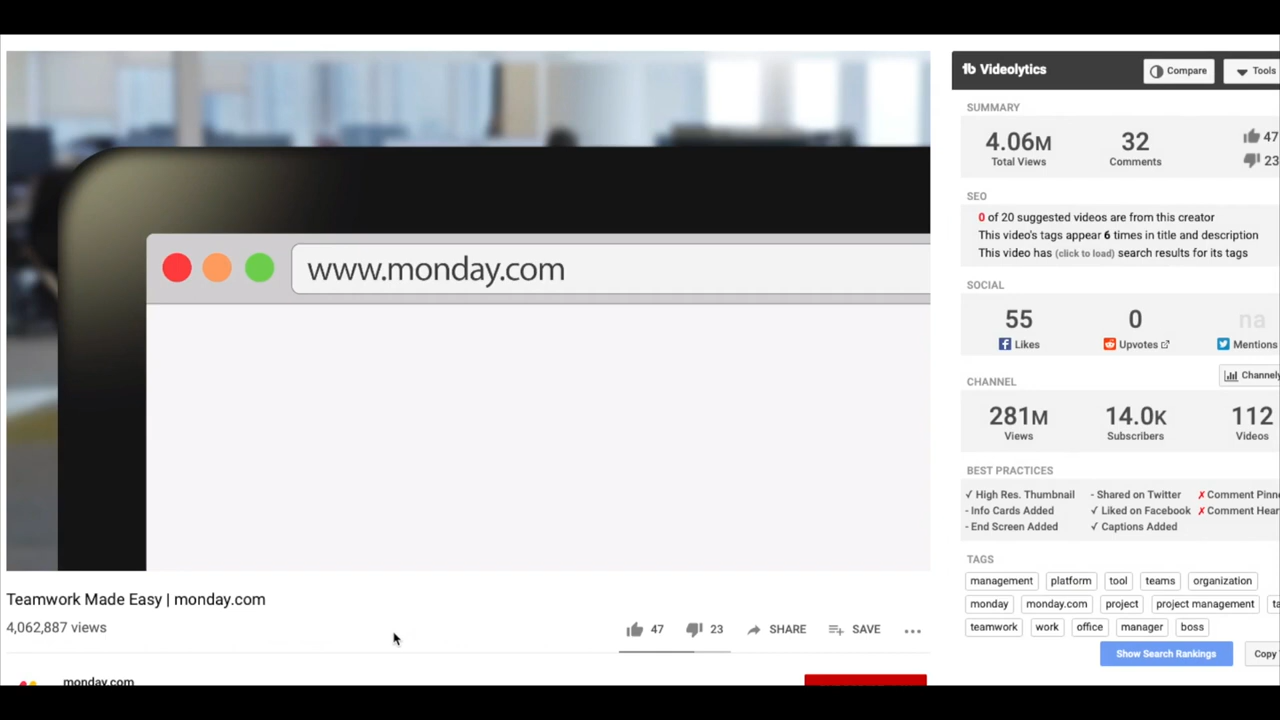 www.monday.com
Teamwork Made Easy | monday.com
4,062,887 views
47
23
SHARE
SAVE
monday.com
Videolytics
Compare
Tools
SUMMARY
4.06M 32 47
Total Views Comments 23
SEO
0 of 20 suggested videos are from this creator
This video's tags appear 6 times in title and description
This video has (click to load) search results for its tags
SOCIAL
55 0 na
Likes Upvotes Mentions
CHANNEL
Channely
281M 14.0K 112
Views Subscribers Videos
BEST PRACTICES
✓ High Res. Thumbnail - Shared on Twitter ✗ Comment Pinne
- Info Cards Added ✓ Liked on Facebook ✗ Comment Hear
- End Screen Added ✓ Captions Added
TAGS
management platform tool teams organization
monday monday.com project project management ta
teamwork work office manager boss
Show Search Rankings Copy